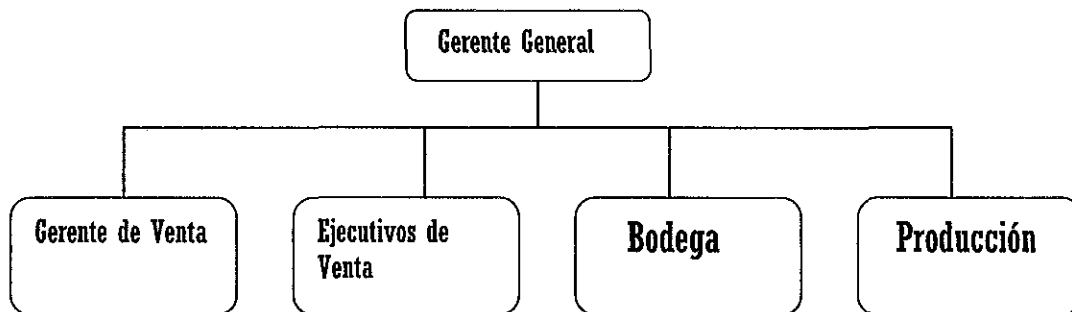 Gerente General
Gerente de Venta
Ejecutivos de
Venta
Bodega
Producción